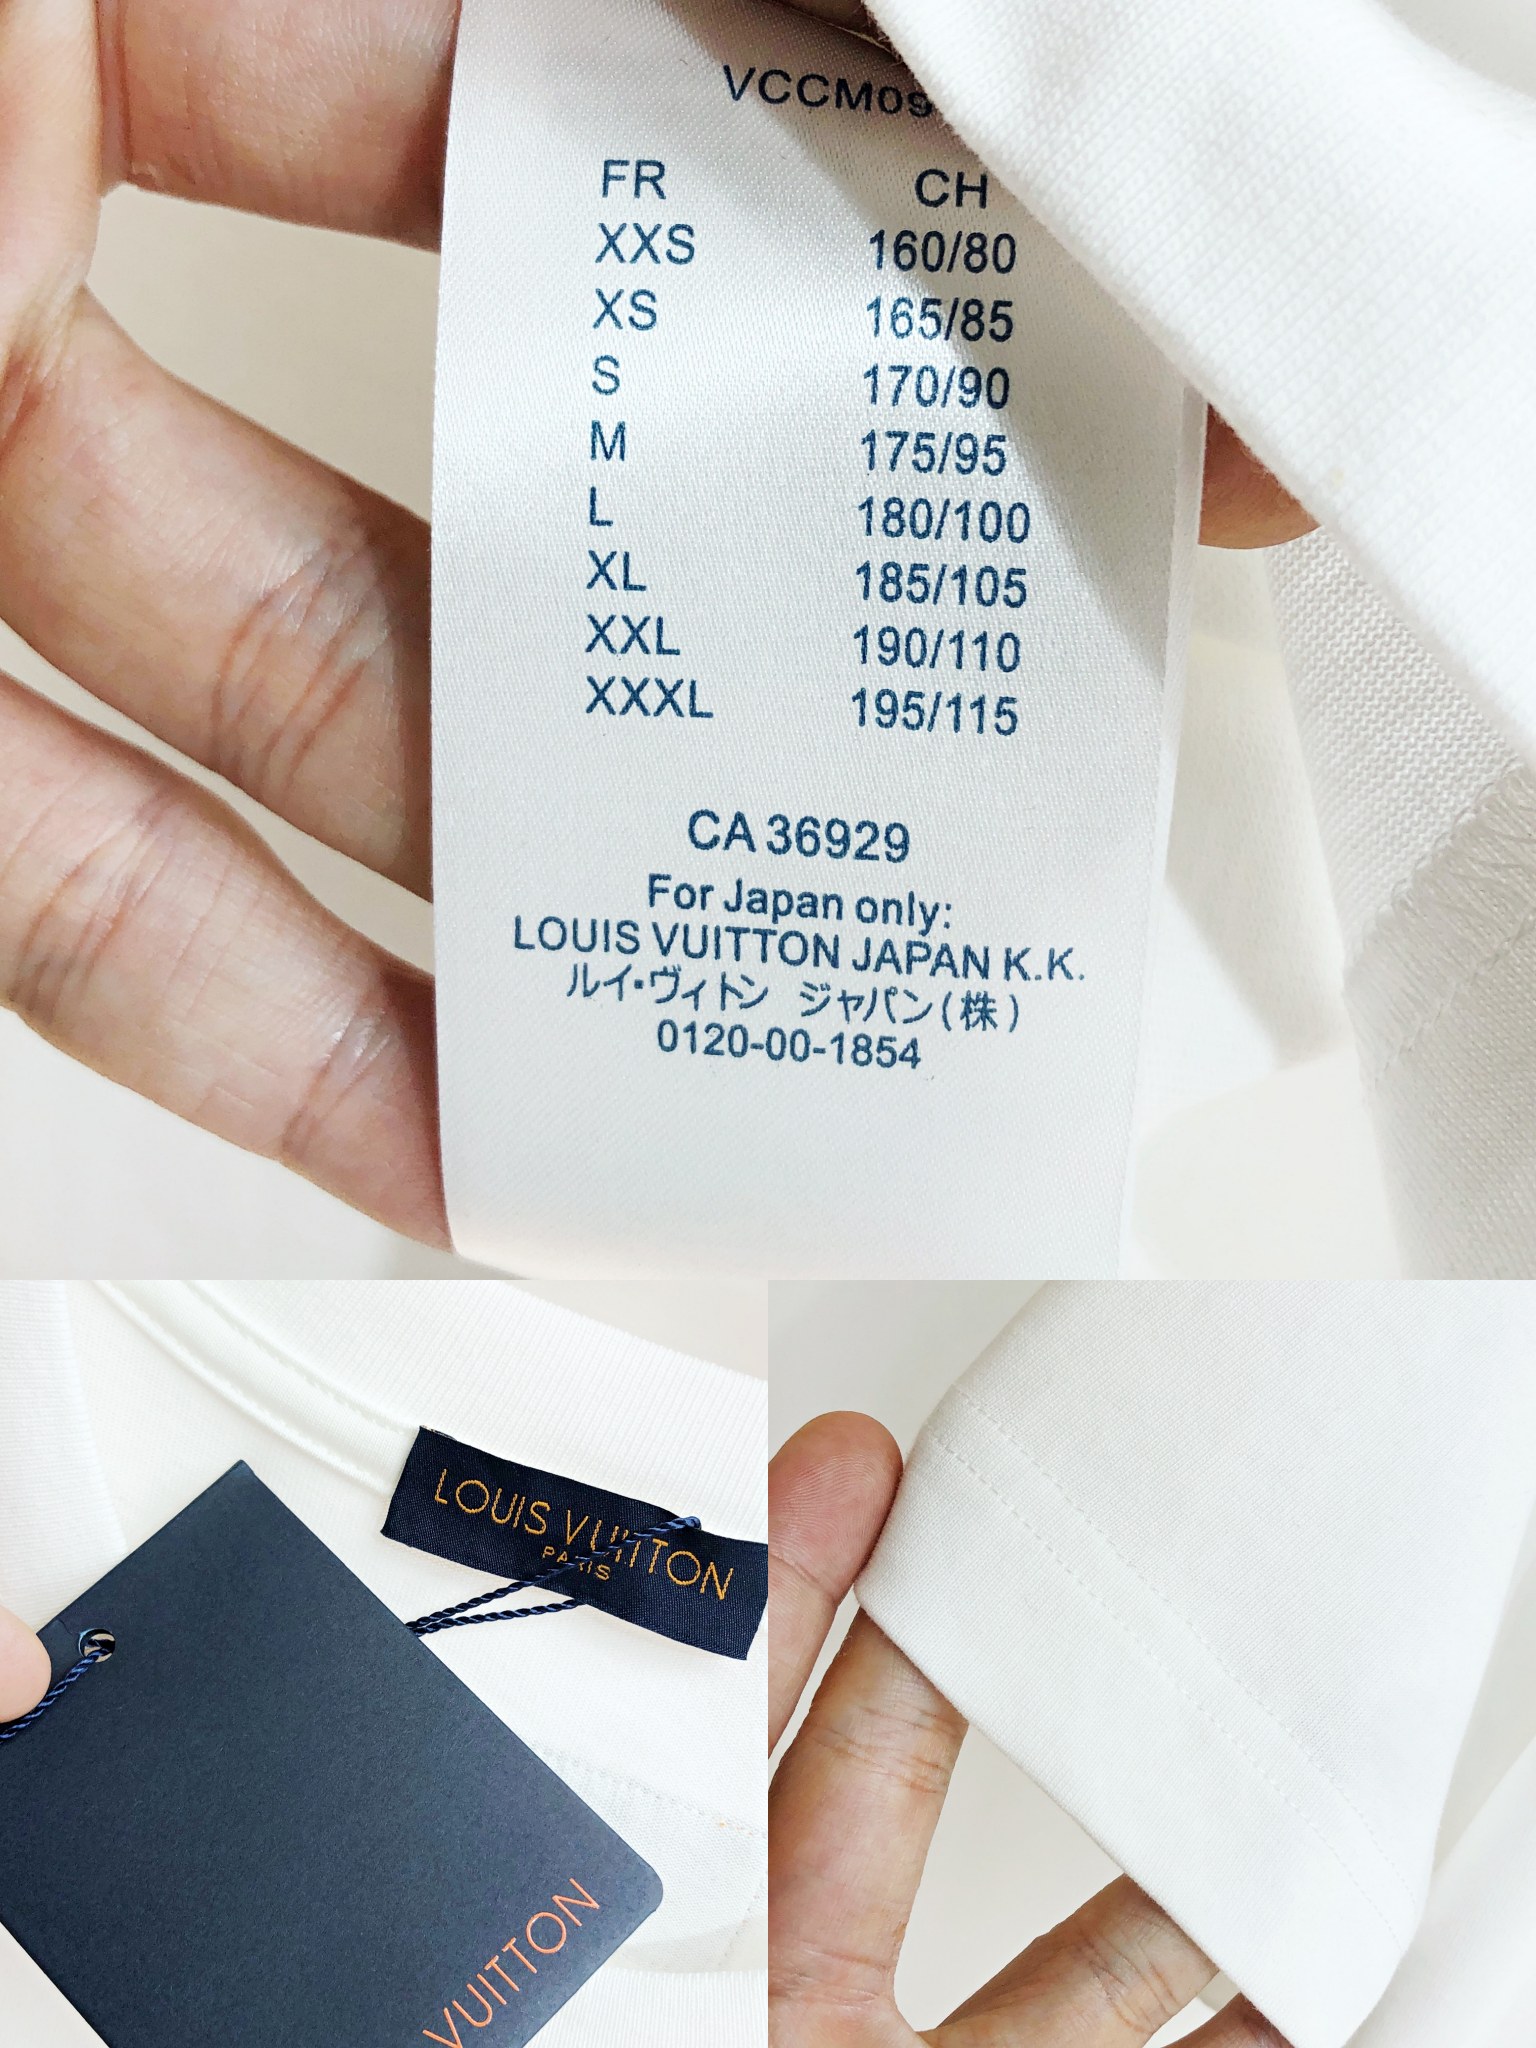 VCCM09
FR CH
XXS 160/80
XS 165/85
S 170/90
M 175/95
L 180/100
XL 185/105
XXL 190/110
XXXL 195/115
CA 36929
For Japan only:
LOUIS VUITTON JAPAN K.K.
ルイ・ヴィトン ジャパン(株)
0120-00-1854
LOUIS VUITTON
PARIS
VUITTON